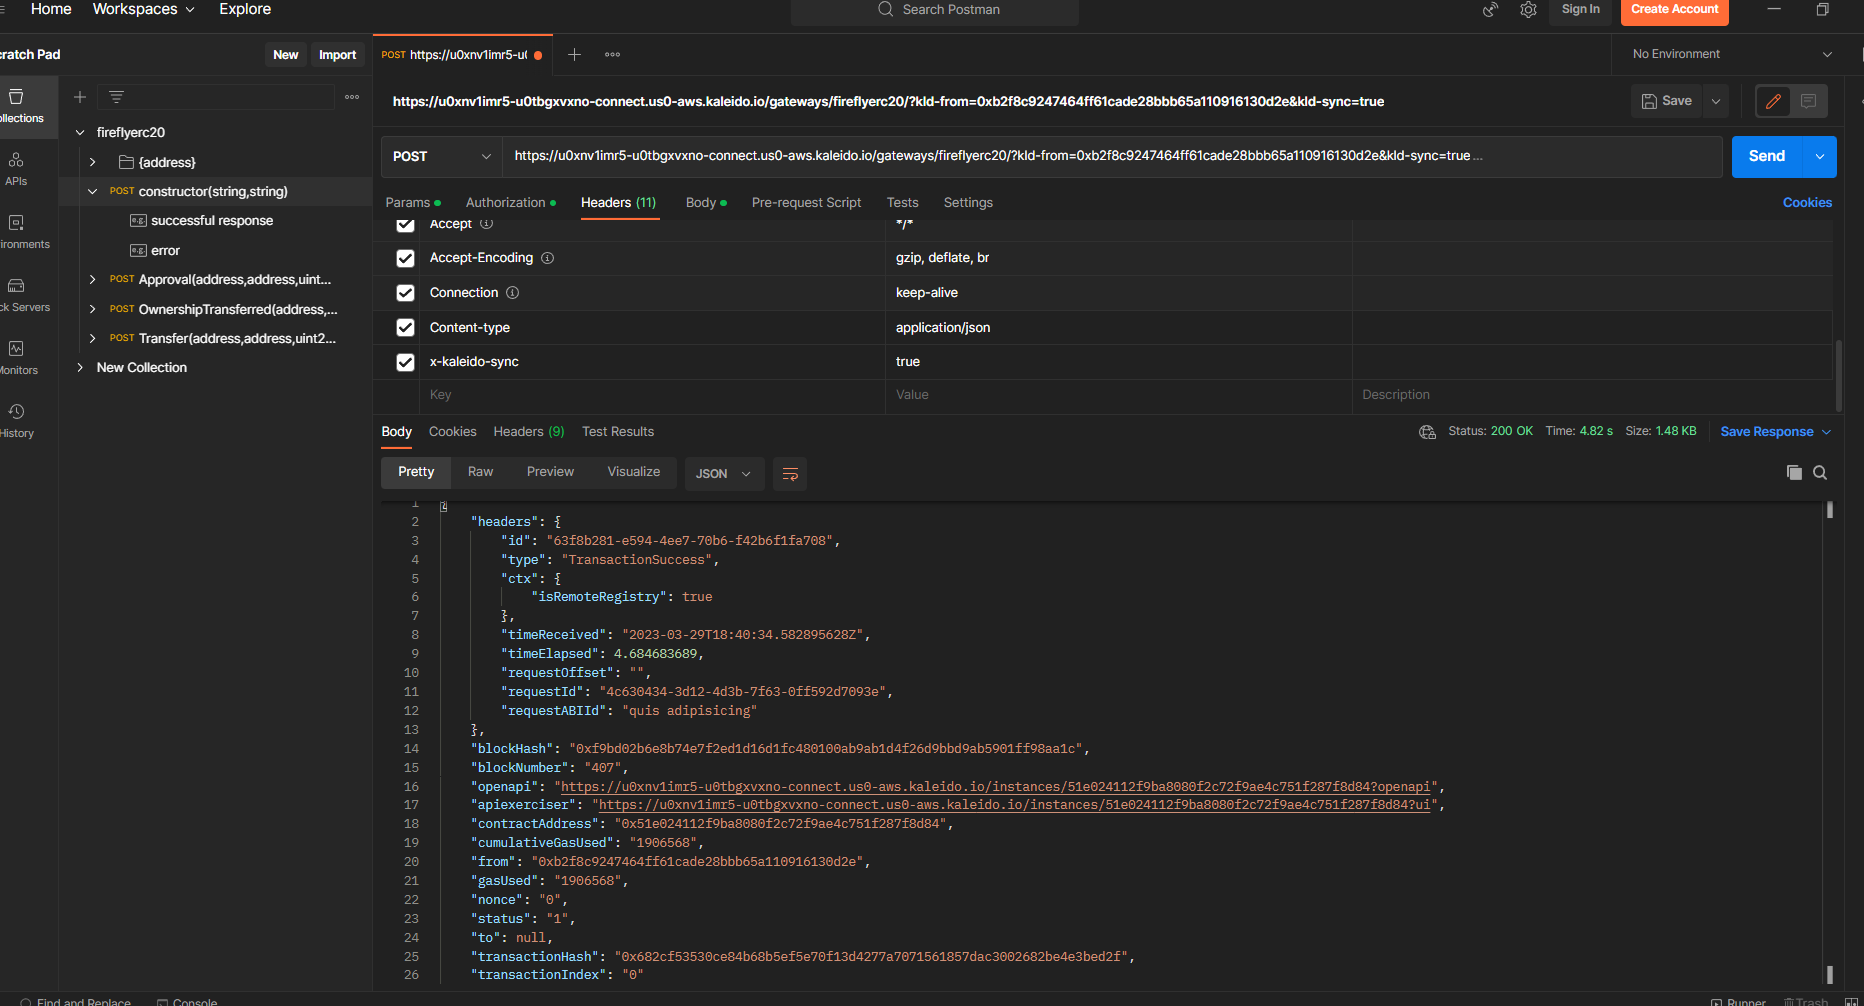 Home Workspaces Explore Search Postman Sign In Create Account
cratch Pad New Import POST https://u0xnv1imr5-u0 No Environment
https://u0xnv1imr5-u0tbgxvxno-connect.us0-aws.kaleido.io/gateways/fireflyerc20/?kld-from=0xb2f8c9247464ff61cade28bbb65a110916130d2e&kld-sync=true Save
ollections
fireflyerc20
{address}
POST constructor(string,string)
e.g. successful response
e.g. error
POST Approval(address,address,uint...
POST OwnershipTransferred(address,...
POST Transfer(address,address,uint2...
New Collection
APIs
ironments
ck Servers
Monitors
History
POST https://u0xnv1imr5-u0tbgxvxno-connect.us0-aws.kaleido.io/gateways/fireflyerc20/?kld-from=0xb2f8c9247464ff61cade28bbb65a110916130d2e&kld-sync=true ... Send
Params Authorization Headers (11) Body Pre-request Script Tests Settings Cookies
Accept */*
Accept-Encoding gzip, deflate, br
Connection keep-alive
Content-type application/json
x-kaleido-sync true
Key Value Description
Body Cookies Headers (9) Test Results Status: 200 OK Time: 4.82 s Size: 1.48 KB Save Response
Pretty Raw Preview Visualize JSON
1 {
2 "headers": {
3 "id": "63f8b281-e594-4ee7-70b6-f42b6f1fa708",
4 "type": "TransactionSuccess",
5 "ctx": {
6 "isRemoteRegistry": true
7 },
8 "timeReceived": "2023-03-29T18:40:34.582895628Z",
9 "timeElapsed": 4.684683689,
10 "requestOffset": "",
11 "requestId": "4c630434-3d12-4d3b-7f63-0ff592d7093e",
12 "requestABIId": "quis adipisicing"
13 },
14 "blockHash": "0xf9bd02b6e8b74e7f2ed1d16d1fc480100ab9ab1d4f26d9bbd9ab5901ff98aa1c",
15 "blockNumber": "407",
16 "openapi": "https://u0xnv1imr5-u0tbgxvxno-connect.us0-aws.kaleido.io/instances/51e024112f9ba8080f2c72f9ae4c751f287f8d84?openapi",
17 "apiexerciser": "https://u0xnv1imr5-u0tbgxvxno-connect.us0-aws.kaleido.io/instances/51e024112f9ba8080f2c72f9ae4c751f287f8d84?ui",
18 "contractAddress": "0x51e024112f9ba8080f2c72f9ae4c751f287f8d84",
19 "cumulativeGasUsed": "1906568",
20 "from": "0xb2f8c9247464ff61cade28bbb65a110916130d2e",
21 "gasUsed": "1906568",
22 "nonce": "0",
23 "status": "1",
24 "to": null,
25 "transactionHash": "0x682cf53530ce84b68b5ef5e70f13d4277a7071561857dac3002682be4e3bed2f",
26 "transactionIndex": "0"
Find and Replace Console Runner Trash